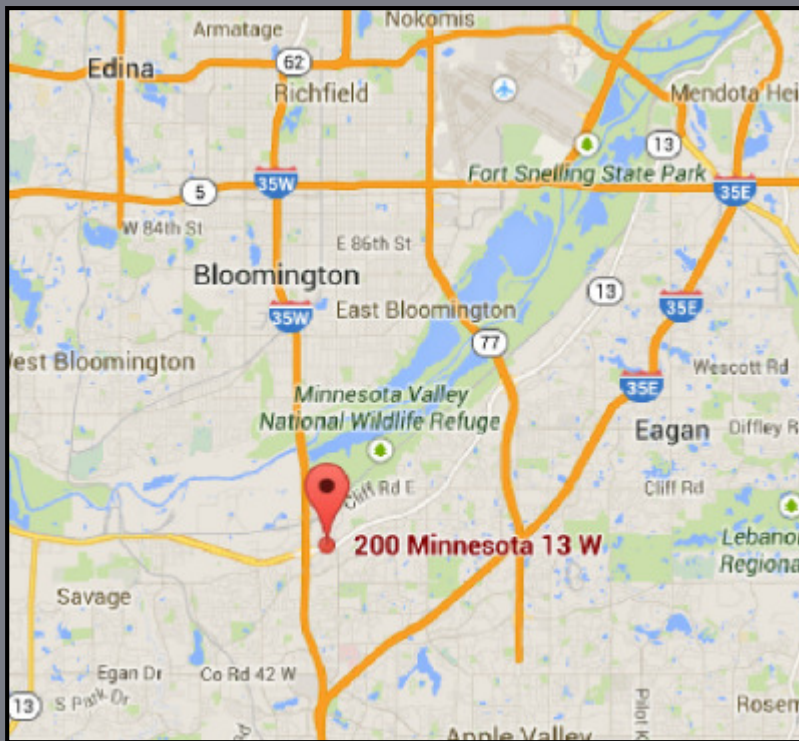 Nokomis
Armatage
Edina
62
Richfield
Mendota Hei
13
Fort Snelling State Park
5
35W
35E
W 84th St
E 86th St
Bloomington
13
35E
35W
East Bloomington
77
West Bloomington
Wescott Rd
35E
Minnesota Valley
National Wildlife Refuge
Eagan
Diffley R
Cliff Rd E
Cliff Rd
200 Minnesota 13 W
Lebano
Regiona
Savage
Egan Dr
Co Rd 42 W
S Park Dr
13
Rd
Pilot K
Rosem
Apple Valley